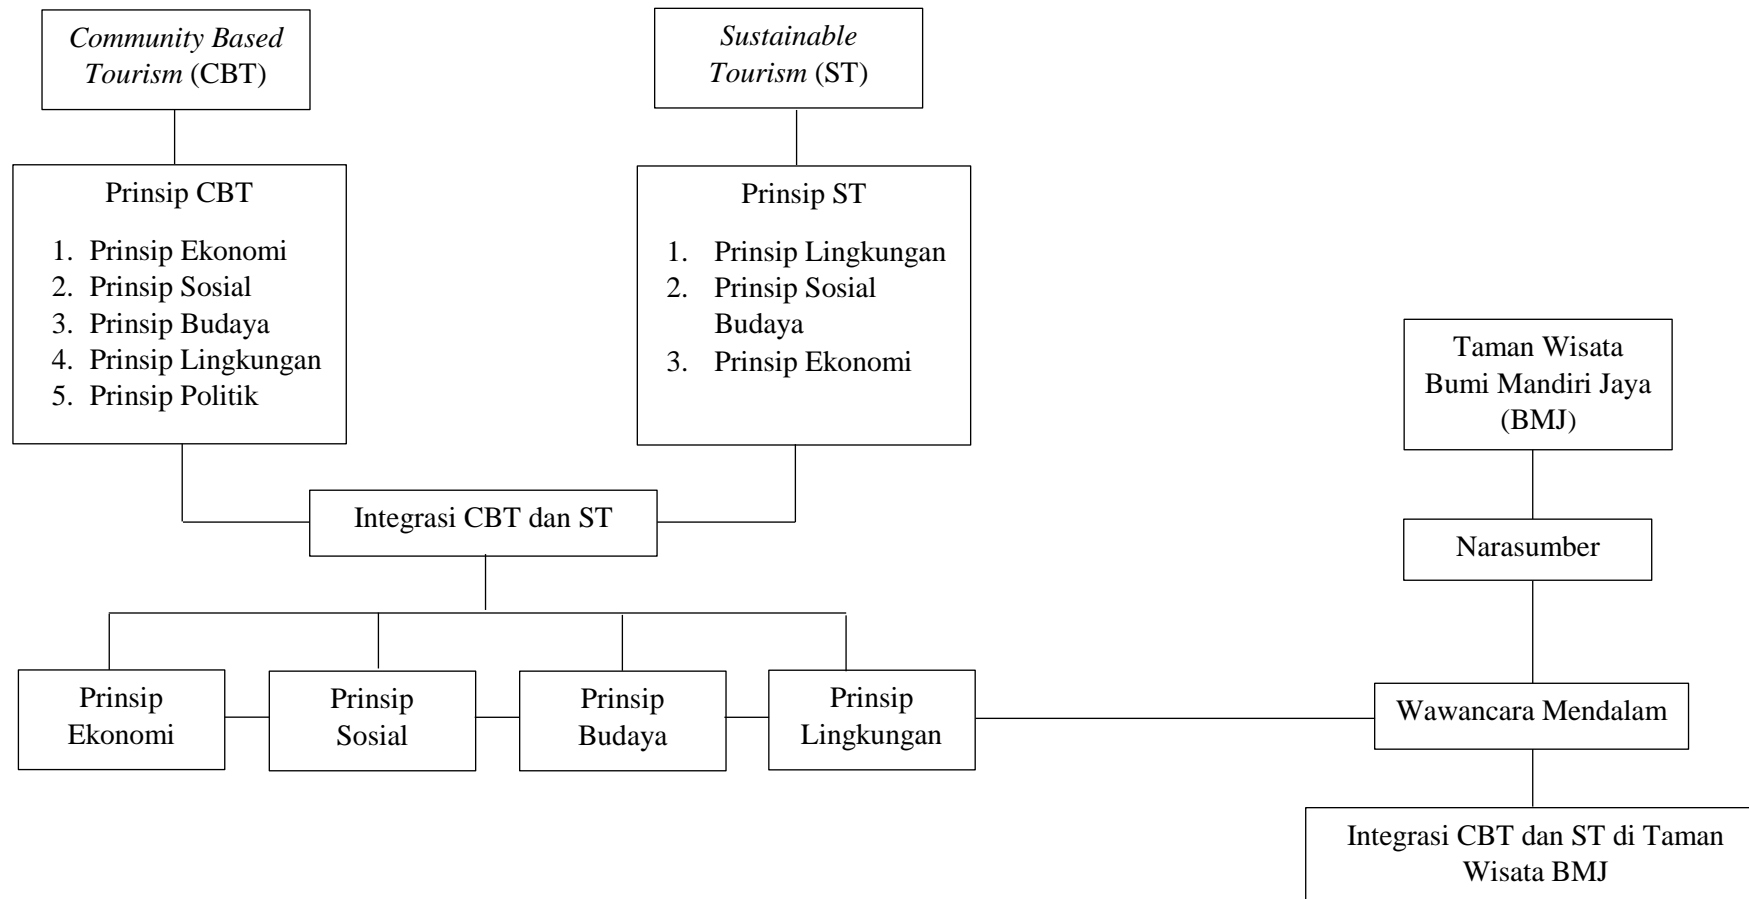 Community Based
Tourism (CBT)
Sustainable
Tourism (ST)
Prinsip CBT
1. Prinsip Ekonomi
2. Prinsip Sosial
3. Prinsip Budaya
4. Prinsip Lingkungan
5. Prinsip Politik
Prinsip ST
1. Prinsip Lingkungan
2. Prinsip Sosial
Budaya
3. Prinsip Ekonomi
Taman Wisata
Bumi Mandiri Jaya
(BMJ)
Integrasi CBT dan ST
Narasumber
Prinsip
Ekonomi
Prinsip
Sosial
Prinsip
Budaya
Prinsip
Lingkungan
Wawancara Mendalam
Integrasi CBT dan ST di Taman
Wisata BMJ